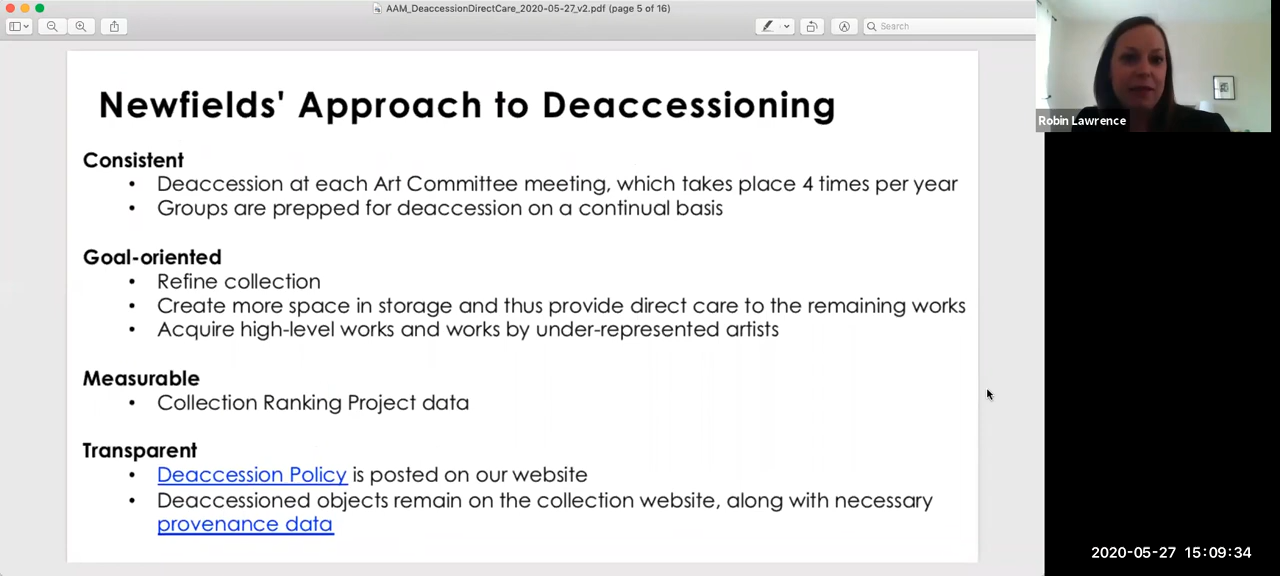 AAM_DeaccessionDirectCare_2020-05-27_v2.pdf (page 5 of 16)
Search
Robin Lawrence
Newfields' Approach to Deaccessioning
Consistent
• Deaccession at each Art Committee meeting, which takes place 4 times per year
• Groups are prepped for deaccession on a continual basis
Goal-oriented
• Refine collection
• Create more space in storage and thus provide direct care to the remaining works
• Acquire high-level works and works by under-represented artists
Measurable
• Collection Ranking Project data
Transparent
• Deaccession Policy is posted on our website
• Deaccessioned objects remain on the collection website, along with necessary
provenance data
2020-05-27 15:09:34